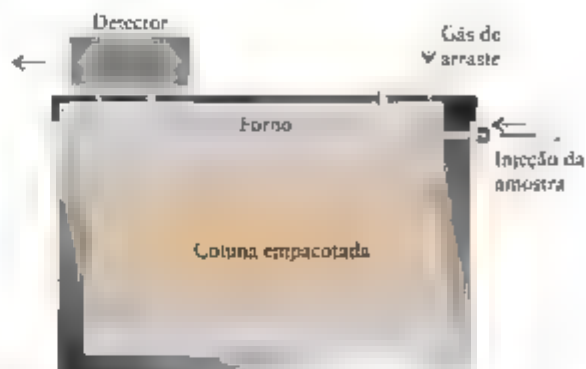 Detector
Gás de
arraste
Forno
Injeção da
amostra
Coluna empacotada